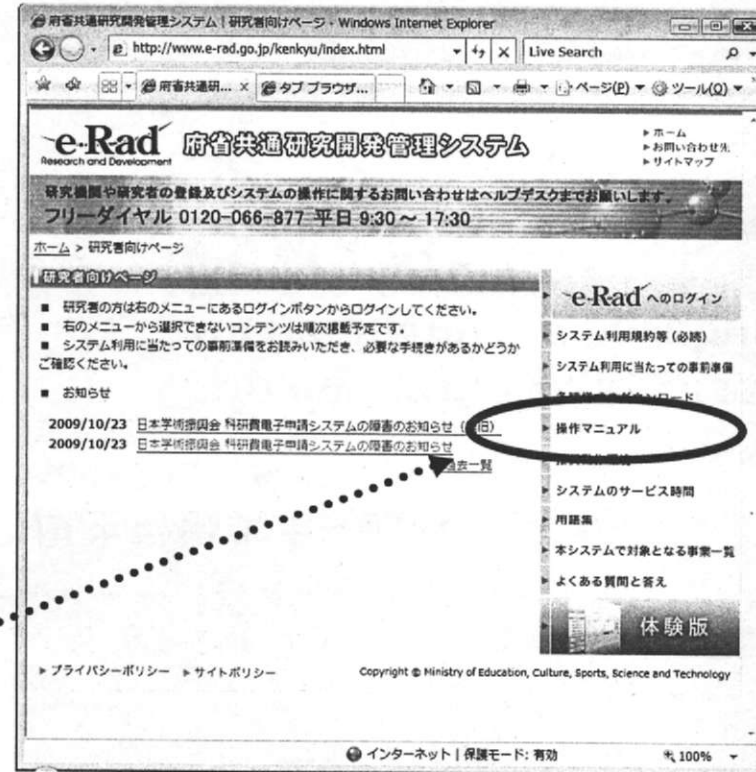 府省共通研究開発管理システム | 研究者向けページ - Windows Internet Explorer
http://www.e-rad.go.jp/kenkyu/index.html
Live Search
府省共通研... × タブ ブラウザ...
ページ(P) ツール(O)
e-Rad
Research and Development
府省共通研究開発管理システム
ホーム
お問い合わせ先
サイトマップ
研究機関や研究者の登録及びシステムの操作に関するお問い合わせはヘルプデスクまでお願いします。
フリーダイヤル 0120-066-877 平日 9:30～ 17:30
ホーム > 研究者向けページ
研究者向けページ
■ 研究者の方は右のメニューにあるログインボタンからログインしてください。
■ 右のメニューから選択できないコンテンツは順次掲載予定です。
■ システム利用に当たっての事前準備をお読みいただき、必要な手続きがあるかどうか
ご確認ください。
■ お知らせ
2009/10/23 日本学術振興会 科研費電子申請システムの障害のお知らせ
2009/10/23 日本学術振興会 科研費電子申請システムの障害のお知らせ
過去一覧
e-Radへのログイン
システム利用規約等 (必読)
システム利用に当たっての事前準備
操作マニュアル
システムのサービス時間
用語集
本システムで対象となる事業一覧
よくある質問と答え
体験版
プライバシーポリシー サイトポリシー
Copyright © Ministry of Education, Culture, Sports, Science and Technology
インターネット | 保護モード: 有効
100%